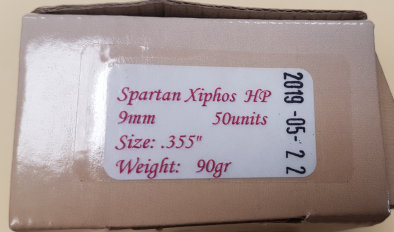 Spartan Xiphos HP
9mm 50units
Size: .355"
Weight: 90gr
2019-05-22